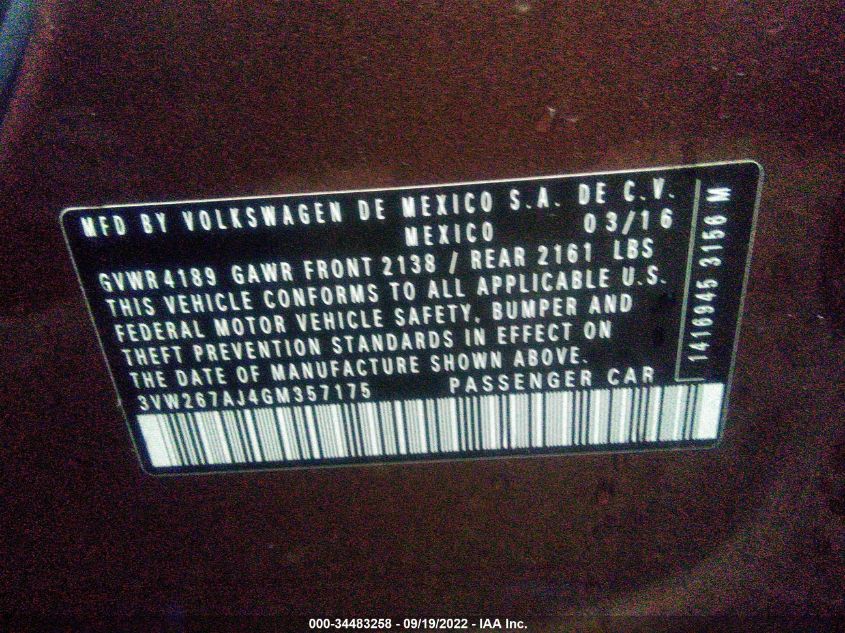 MFD BY VOLKSWAGEN DE MEXICO S.A. DE C.V.
MEXICO 03/16
GVWR 4189 GAWR FRONT 2138 / REAR 2161 LBS
THIS VEHICLE CONFORMS TO ALL APPLICABLE U.S.
FEDERAL MOTOR VEHICLE SAFETY, BUMPER AND
THEFT PREVENTION STANDARDS IN EFFECT ON
THE DATE OF MANUFACTURE SHOWN ABOVE.
3VW267AJ4GM357175 PASSENGER CAR
1416945 3156 M
000-34483258 - 09/19/2022 - IAA Inc.